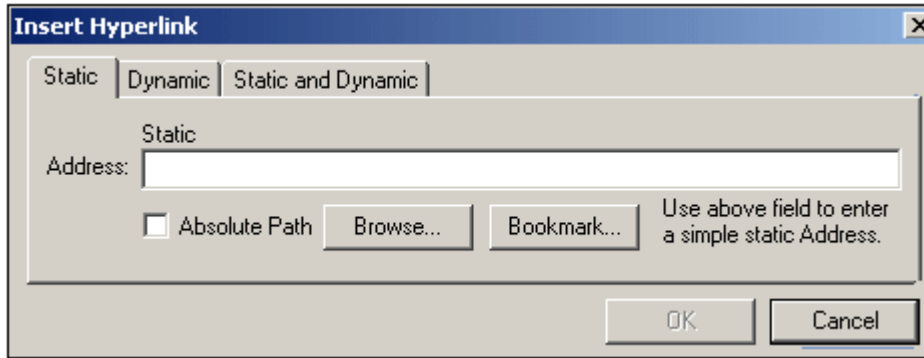 Insert Hyperlink
Static Dynamic Static and Dynamic
Static
Address:
Absolute Path Browse... Bookmark... Use above field to enter
a simple static Address.
OK Cancel